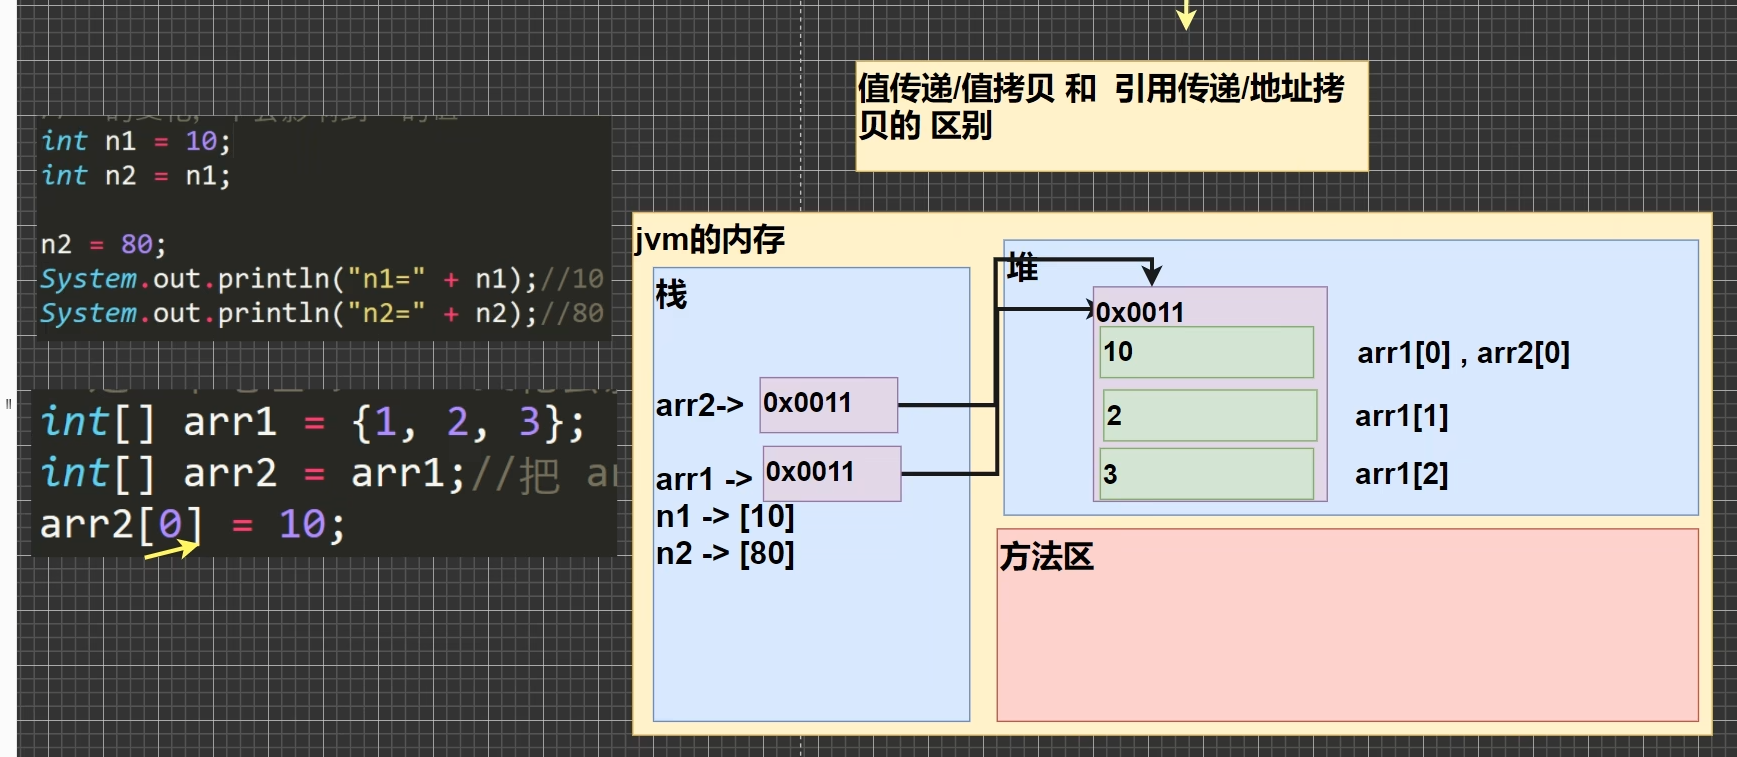 值传递/值拷贝 和 引用传递/地址拷
贝的 区别
int n1 = 10;
int n2 = n1;
n2 = 80;
System.out.println("n1=" + n1);//10
System.out.println("n2=" + n2);//80
int[] arr1 = {1, 2, 3};
int[] arr2 = arr1;//把
arr2[0] = 10;
jvm的内存
栈
arr2-> 0x0011
arr1 -> 0x0011
n1 -> [10]
n2 -> [80]
堆
0x0011
10 arr1[0] , arr2[0]
2 arr1[1]
3 arr1[2]
方法区